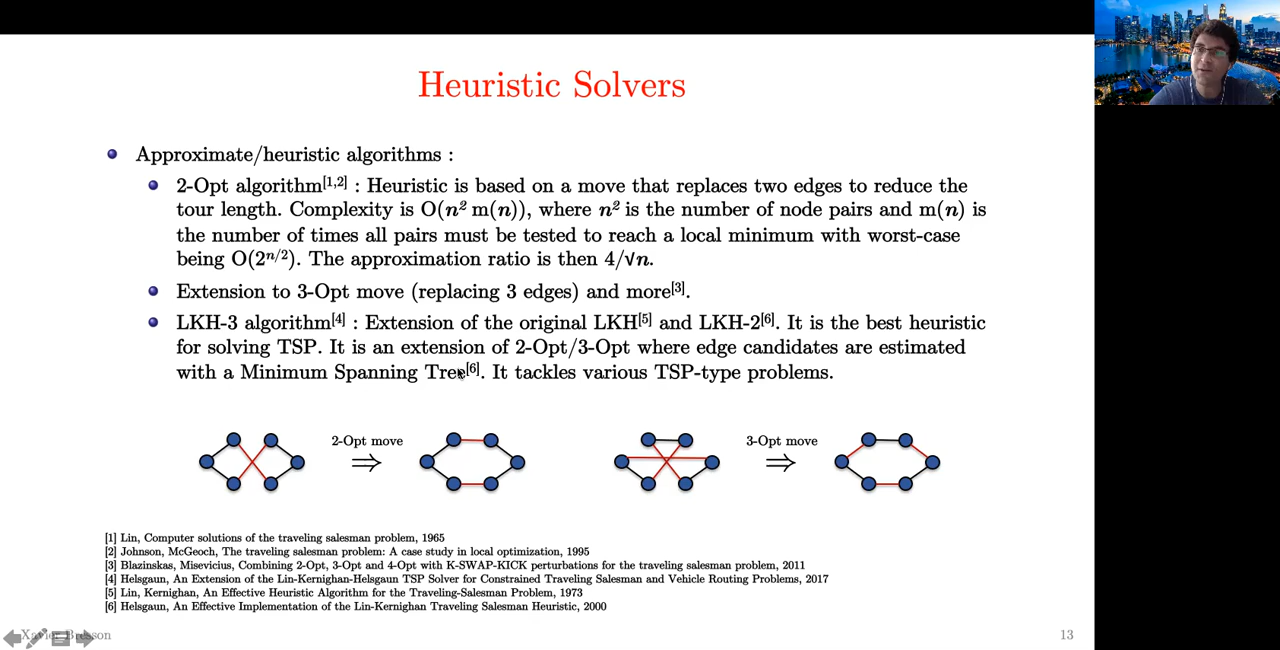 Heuristic Solvers
Approximate/heuristic algorithms :
2-Opt algorithm[1,2] : Heuristic is based on a move that replaces two edges to reduce the
tour length. Complexity is O(n² m(n)), where n² is the number of node pairs and m(n) is
the number of times all pairs must be tested to reach a local minimum with worst-case
being O(2^{n/2}). The approximation ratio is then 4/√n.
Extension to 3-Opt move (replacing 3 edges) and more[3].
LKH-3 algorithm[4] : Extension of the original LKH[5] and LKH-2[6]. It is the best heuristic
for solving TSP. It is an extension of 2-Opt/3-Opt where edge candidates are estimated
with a Minimum Spanning Tree[6]. It tackles various TSP-type problems.
2-Opt move
⇒
3-Opt move
⇒
[1] Lin, Computer solutions of the traveling salesman problem, 1965
[2] Johnson, McGeoch, The traveling salesman problem: A case study in local optimization, 1995
[3] Blazinskas, Misevicius, Combining 2-Opt, 3-Opt and 4-Opt with K-SWAP-KICK perturbations for the traveling salesman problem, 2011
[4] Helsgaun, An Extension of the Lin-Kernighan-Helsgaun TSP Solver for Constrained Traveling Salesman and Vehicle Routing Problems, 2017
[5] Lin, Kernighan, An Effective Heuristic Algorithm for the Traveling-Salesman Problem, 1973
[6] Helsgaun, An Effective Implementation of the Lin-Kernighan Traveling Salesman Heuristic, 2000
Xavier Bresson
13